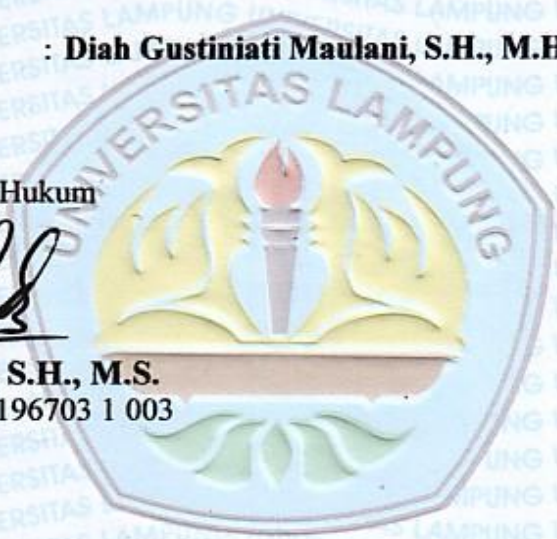 : Diah Gustiniati Maulani, S.H., M.H
UNIVERSITAS LAMPUNG
Hukum
S.H., M.S.
196703 1 003